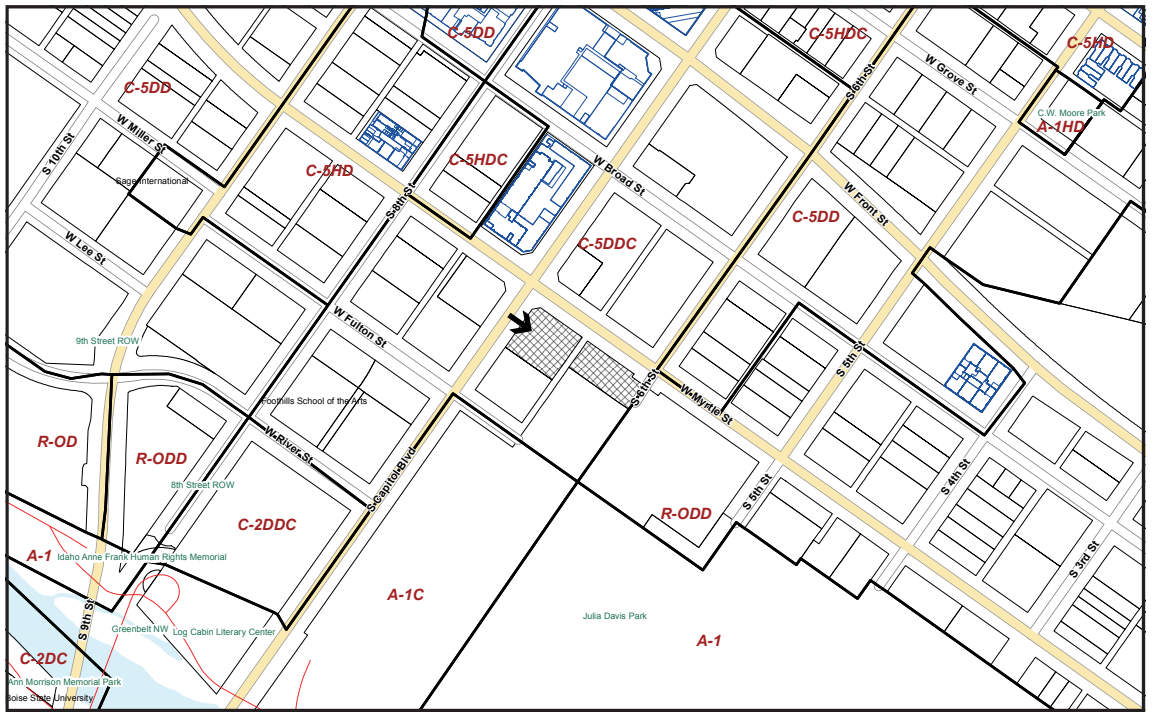 C-5DD
C-5HDC
C-5HD
S 6th St
W Grove St
C-5DD
C.W. Moore Park
A-1HD
W Miller St
S 10th St
C-5HD
C-5HDC
W Broad St
Sage International
S 8th St
W Front St
C-5DD
W Lee St
C-5DDC
W Fulton St
9th Street ROW
S 5th St
S 6th St
W Myrtle St
Foothills School of the Arts
R-OD
R-ODD
W River St
S Capitol Blvd
8th Street ROW
S 4th St
S 5th St
R-ODD
C-2DDC
A-1
Idaho Anne Frank Human Rights Memorial
S 3rd St
A-1C
Julia Davis Park
S 9th St
Greenbelt NW
Log Cabin Literary Center
A-1
C-2DC
Ann Morrison Memorial Park
Boise State University